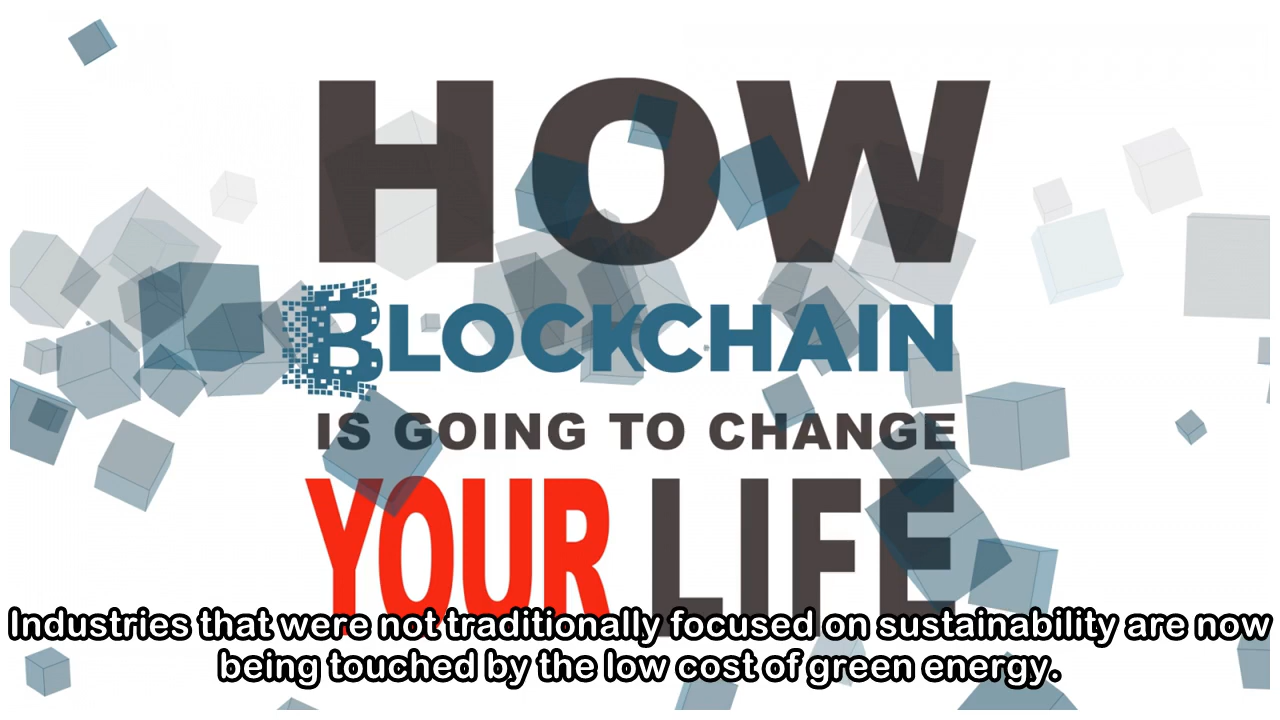 HOW
BLOCKCHAIN
IS GOING TO CHANGE
YOUR LIFE
Industries that were not traditionally focused on sustainability are now
being touched by the low cost of green energy.